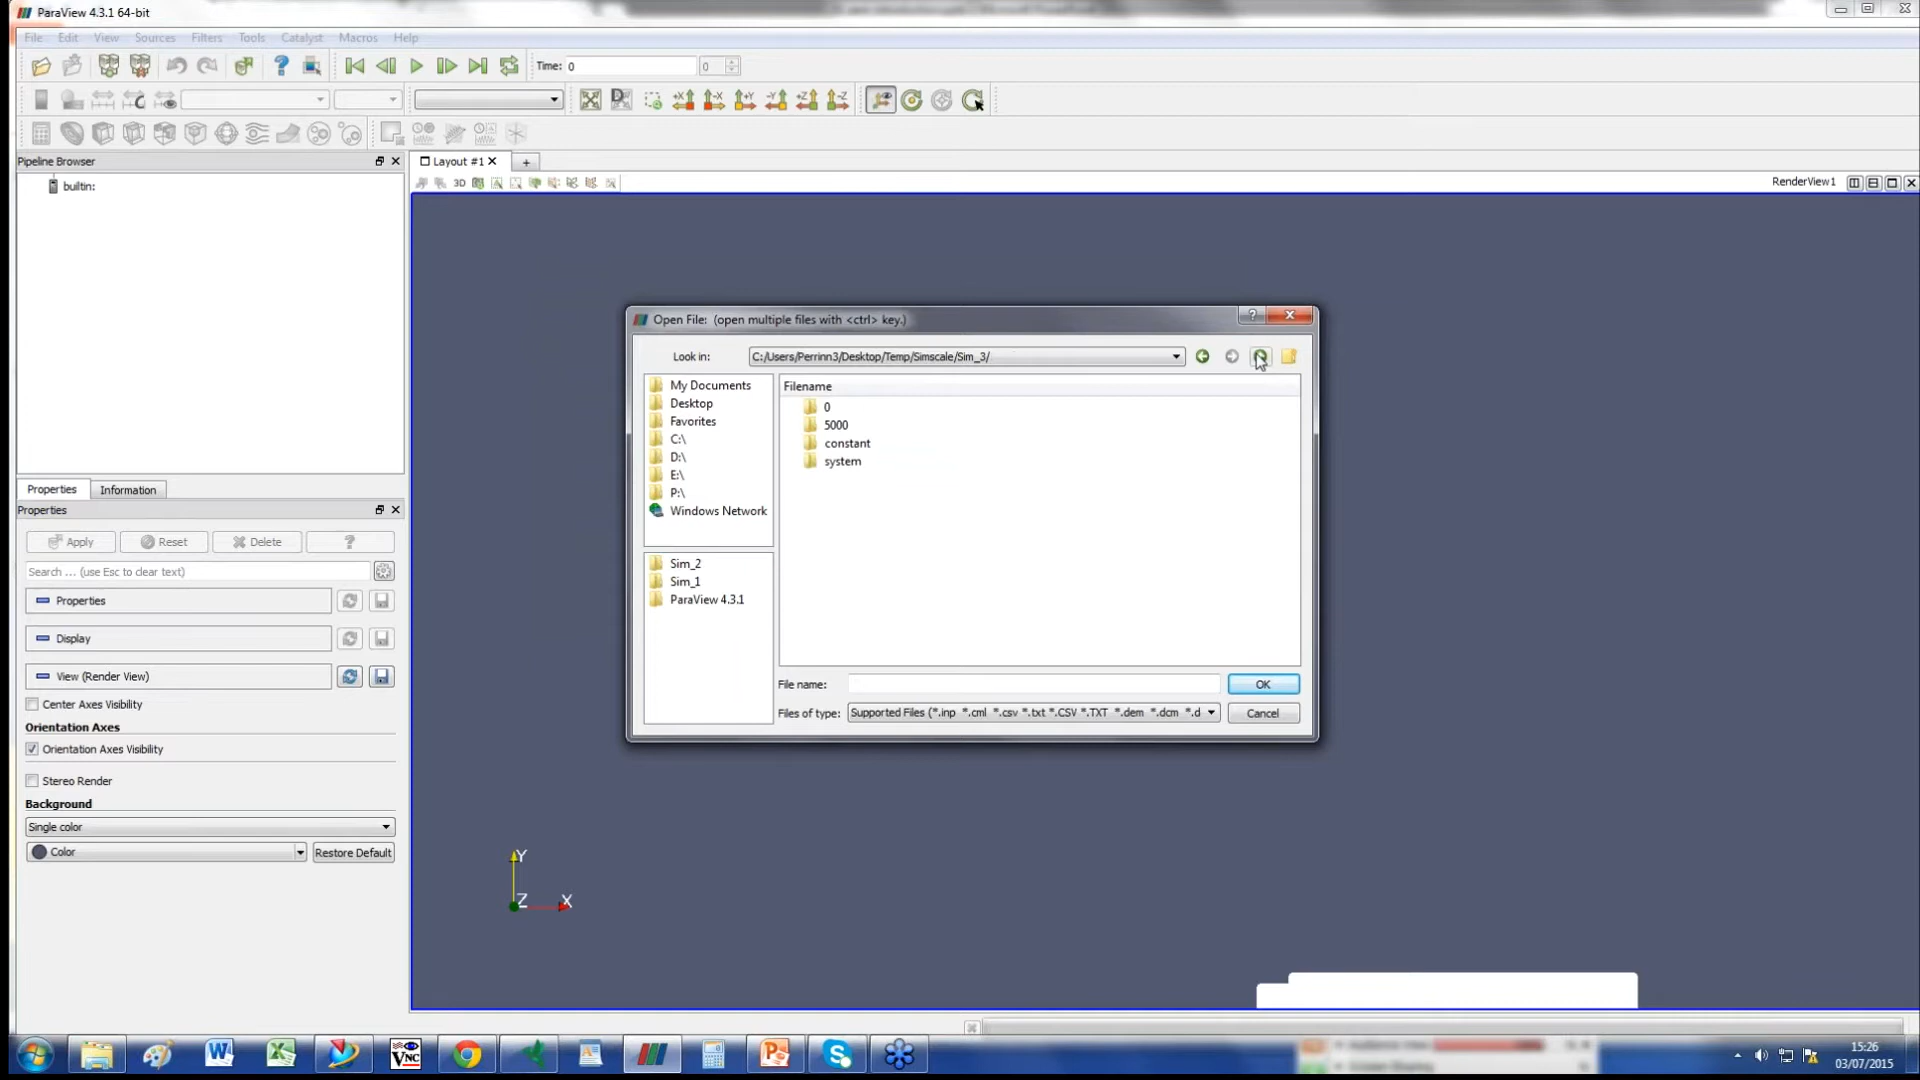 ParaView 4.3.1 64-bit
File Edit View Sources Filters Tools Catalyst Macros Help
Time: 0 0
Pipeline Browser
Layout #1
+
builtin:
3D
RenderView1
Open File: (open multiple files with <ctrl> key.)
Look in: C:/Users/Perrinn3/Desktop/Temp/Simscale/Sim_3/
My Documents
Desktop
Favorites
C:\
D:\
E:\
P:\
Windows Network
Filename
0
5000
constant
system
Sim_2
Sim_1
ParaView 4.3.1
File name:
OK
Files of type: Supported Files (*.inp *.cml *.csv *.txt *.CSV *.TXT *.dem *.dcm *.d
Cancel
Properties Information
Properties
Apply Reset Delete ?
Search ... (use Esc to clear text)
Properties
Display
View (Render View)
Center Axes Visibility
Orientation Axes
Orientation Axes Visibility
Stereo Render
Background
Single color
Color Restore Default
Y
Z X
15:26
03/07/2015